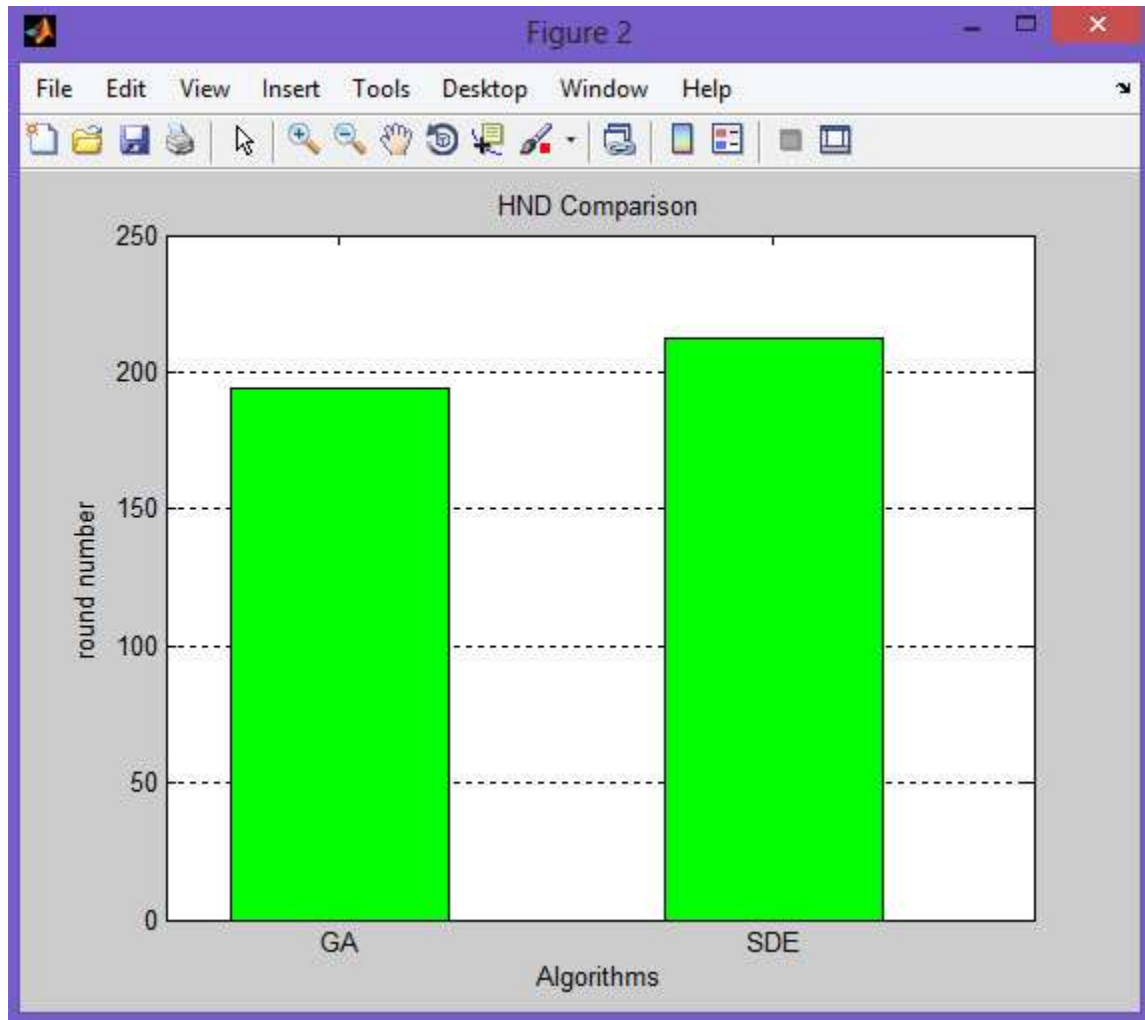 Figure 2
File Edit View Insert Tools Desktop Window Help
HND Comparison
250
200
150
100
50
0
round number
GA SDE
Algorithms